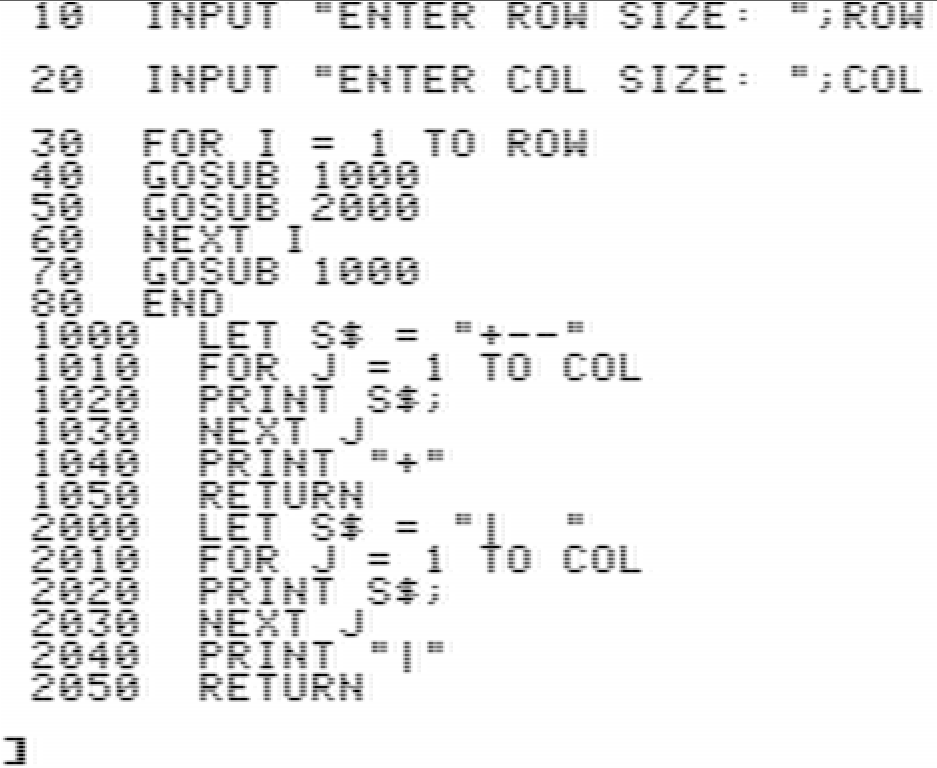 10  INPUT "ENTER ROW SIZE: ";ROW
20  INPUT "ENTER COL SIZE: ";COL
30  FOR I = 1 TO ROW
40  GOSUB 1000
50  GOSUB 2000
60  NEXT I
70  GOSUB 1000
80  END
1000  LET S$ = "+--"
1010  FOR J = 1 TO COL
1020  PRINT S$;
1030  NEXT J
1040  PRINT "+"
1050  RETURN
2000  LET S$ = "|  "
2010  FOR J = 1 TO COL
2020  PRINT S$;
2030  NEXT J
2040  PRINT "|"
2050  RETURN
]